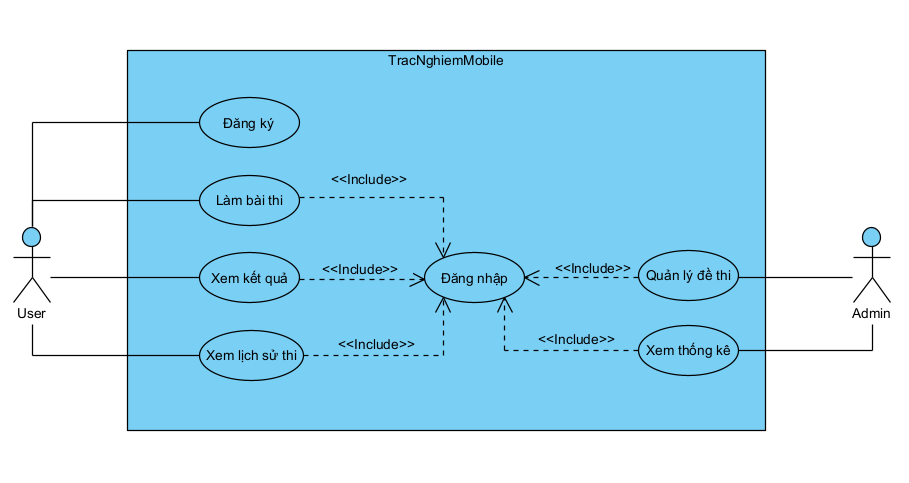 TracNghiemMobile
Đăng ký
<<Include>>
Làm bài thi
<<Include>>
Xem kết quả
Đăng nhập
<<Include>>
Quản lý đề thi
User
Admin
<<Include>>
<<Include>>
Xem lịch sử thi
Xem thống kê